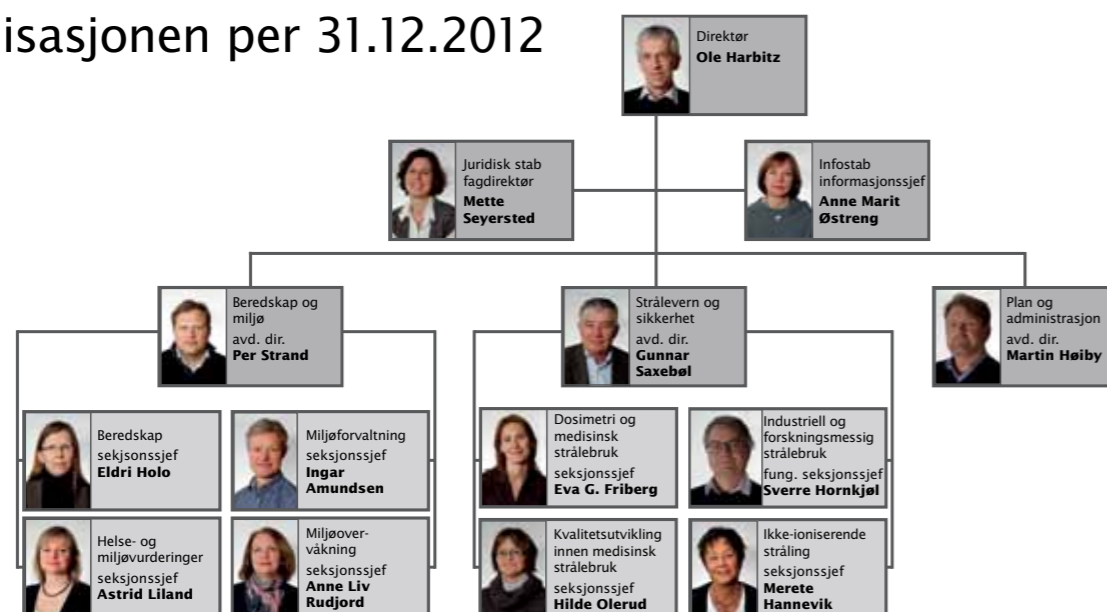 isasjonen per 31.12.2012
Direktør
Ole Harbitz
Juridisk stab
fagdirektør
Mette
Seyersted
Infostab
informasjonssjef
Anne Marit
Østreng
Beredskap og
miljø
avd. dir.
Per Strand
Strålevern og
sikkerhet
avd. dir.
Gunnar
Saxebøl
Plan og
administrasjon
avd. dir.
Martin Høiby
Beredskap
sekjsonssjef
Eldri Holo
Miljøforvaltning
seksjonssjef
Ingar
Amundsen
Dosimetri og
medisinsk
strålebruk
seksjonssjef
Eva G. Friberg
Industriell og
forskningsmessig
strålebruk
fung. seksjonssjef
Sverre Hornkjøl
Helse- og
miljøvurderinger
seksjonssjef
Astrid Liland
Miljøover-
våkning
seksjonssjef
Anne Liv
Rudjord
Kvalitetsutvikling
innen medisinsk
strålebruk
seksjonssjef
Hilde Olerud
Ikke-ioniserende
stråling
seksjonssjef
Merete
Hannevik